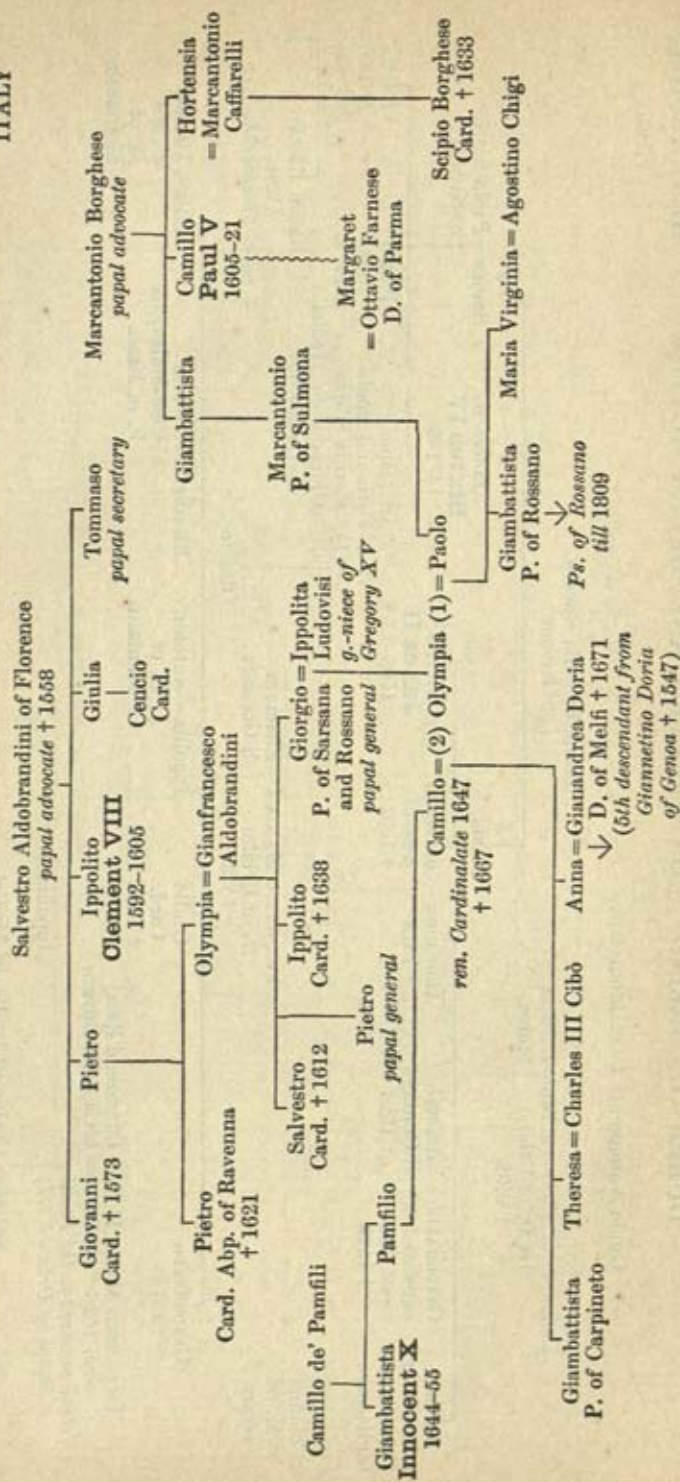 ITALY
Salvestro Aldobrandini of Florence
papal advocate † 1558
Marcantonio Borghese
papal advocate
Giovanni
Card. † 1573
Pietro
Ippolito
Clement VIII
1592–1605
Giulia
Cencio
Card.
Tommaso
papal secretary
Giambattista
Camillo
Paul V
1605–21
Hortensia
= Marcantonio
Caffarelli
Pietro
Card. Abp. of Ravenna
† 1621
Olympia = Gianfrancesco
Aldobrandini
Marcantonio
P. of Sulmona
Margaret
= Ottavio Farnese
D. of Parma
Salvestro
Card. † 1612
Ippolito
Card. † 1638
Giorgio = Ippolita
P. of Sarsana Ludovisi
and Rossano g.-niece of
papal general Gregory XV
Scipio Borghese
Card. † 1633
Pietro
papal general
Camillo de' Pamfili
Giambattista
Innocent X
1644–55
Pamfilio
Camillo = (2) Olympia (1) = Paolo
ren. Cardinalate 1647
† 1667
Giambattista
P. of Rossano
Ps. of Rossano
till 1809
Maria Virginia = Agostino Chigi
Giambattista
P. of Carpineto
Theresa = Charles III Cibò
Anna = Gianandrea Doria
D. of Melfi † 1671
(5th descendant from
Giannetino Doria
of Genoa † 1547)